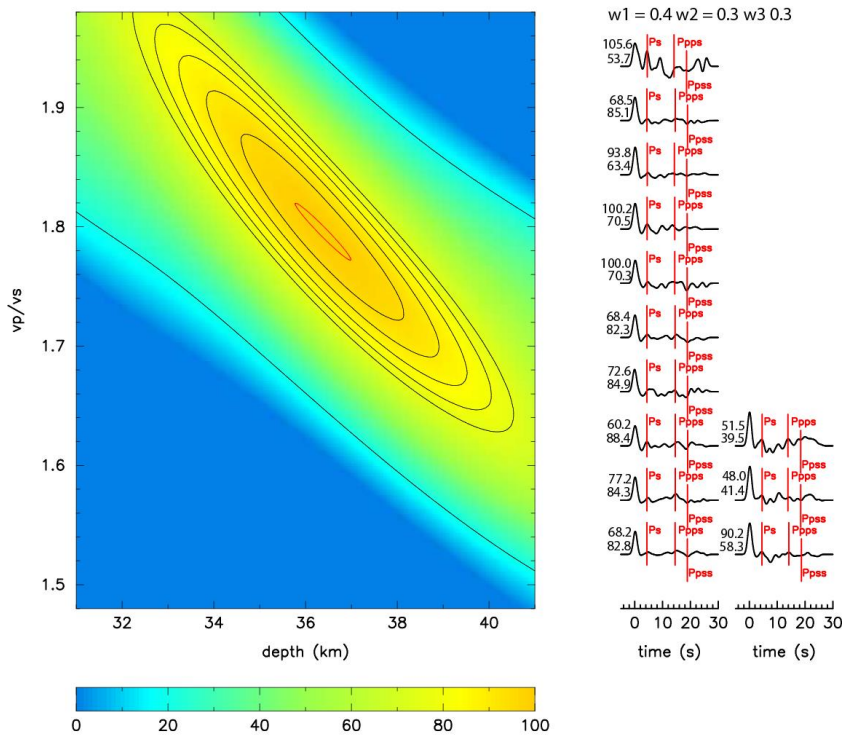 w1 = 0.4 w2 = 0.3 w3 0.3
1.9
1.8
1.7
1.6
1.5
vp/vs
32 34 36 38 40
depth (km)
0 20 40 60 80 100
105.6
53.7
Ps Ppps
Ppss
68.5
85.1
Ps Ppps
Ppss
93.8
63.4
Ps Ppps
Ppss
100.2
70.5
Ps Ppps
Ppss
100.0
70.3
Ps Ppps
Ppss
68.4
82.3
Ps Ppps
Ppss
72.6
84.9
Ps Ppps
Ppss
60.2
88.4
Ps Ppps
Ppss
77.2
84.3
Ps Ppps
Ppss
68.2
82.8
Ps Ppps
Ppss
0 10 20 30
time (s)
51.5
39.5
Ps Ppps
Ppss
48.0
41.4
Ps Ppps
Ppss
90.2
58.3
Ps Ppps
Ppss
0 10 20 30
time (s)